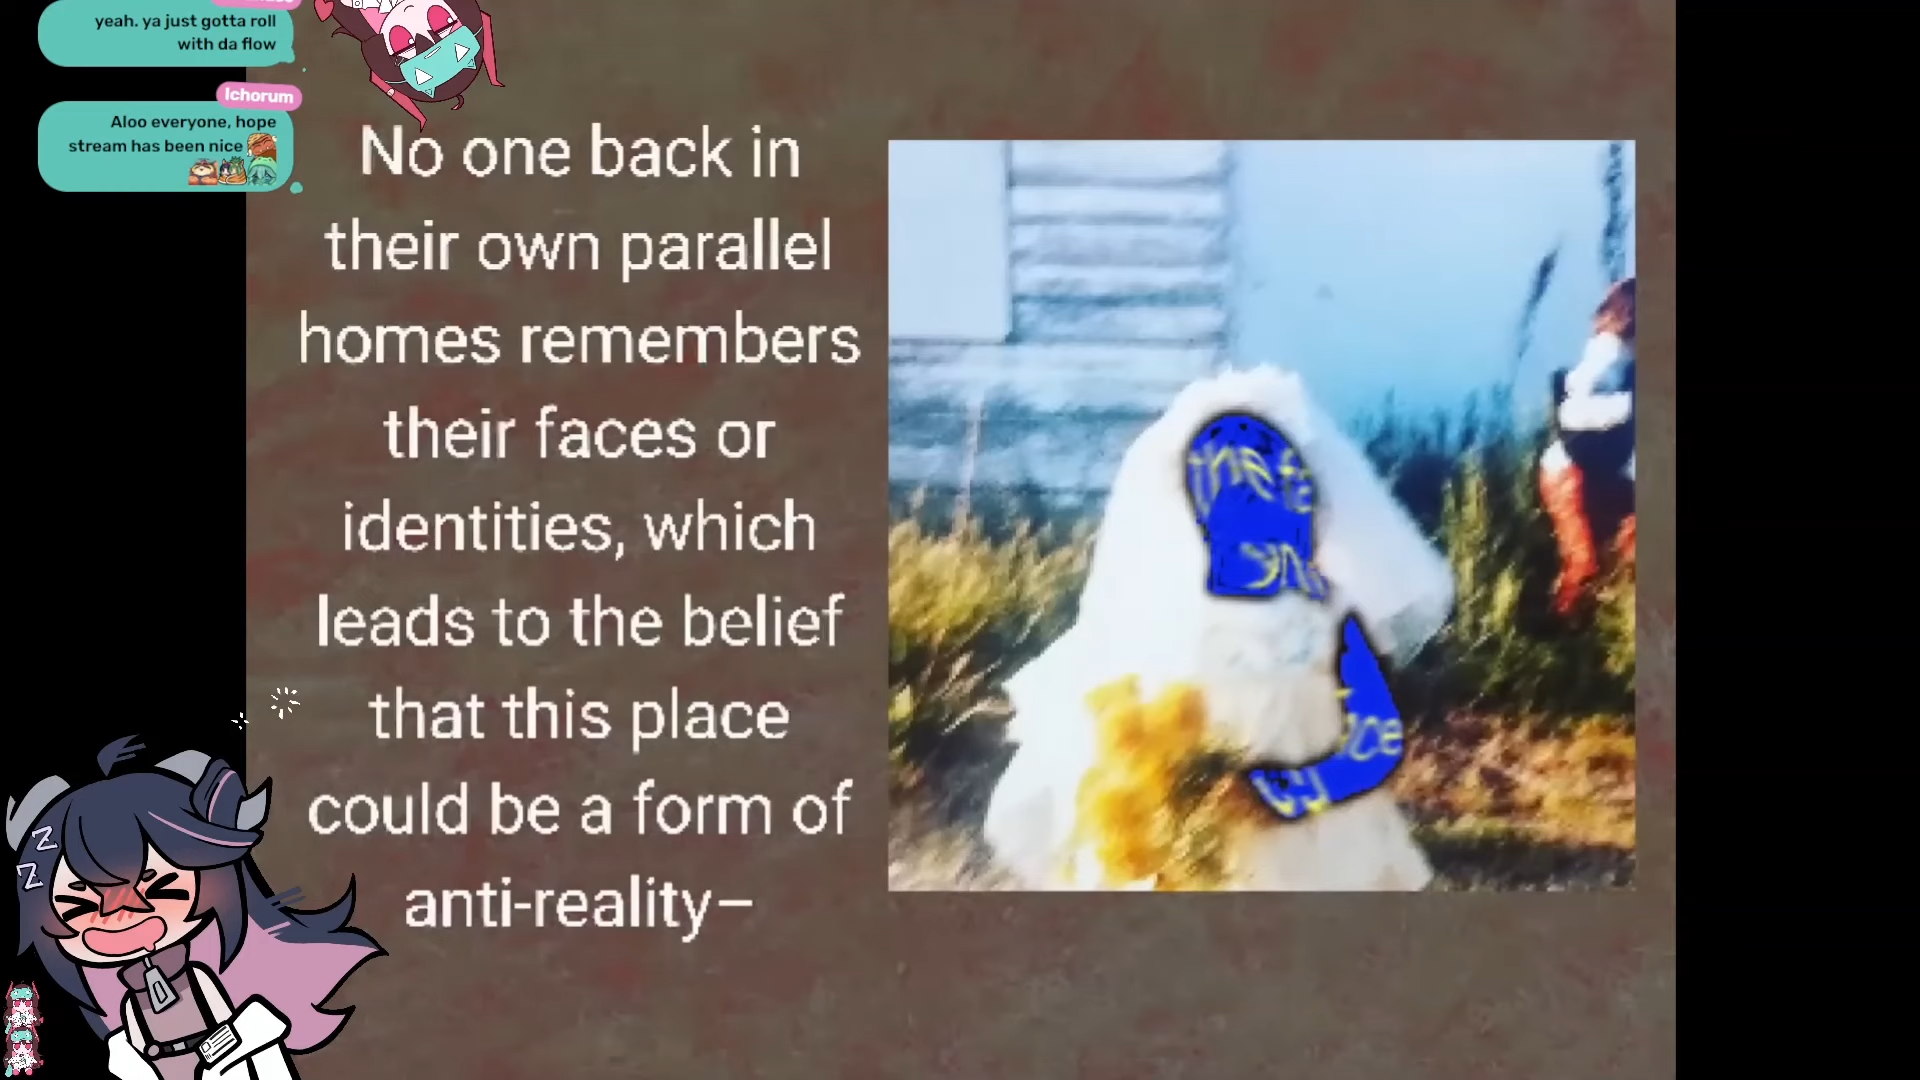 yeah. ya just gotta roll
with da flow
Ichorum
Aloo everyone, hope
stream has been nice
No one back in
their own parallel
homes remembers
their faces or
identities, which
leads to the belief
that this place
could be a form of
anti-reality–
Z
Z